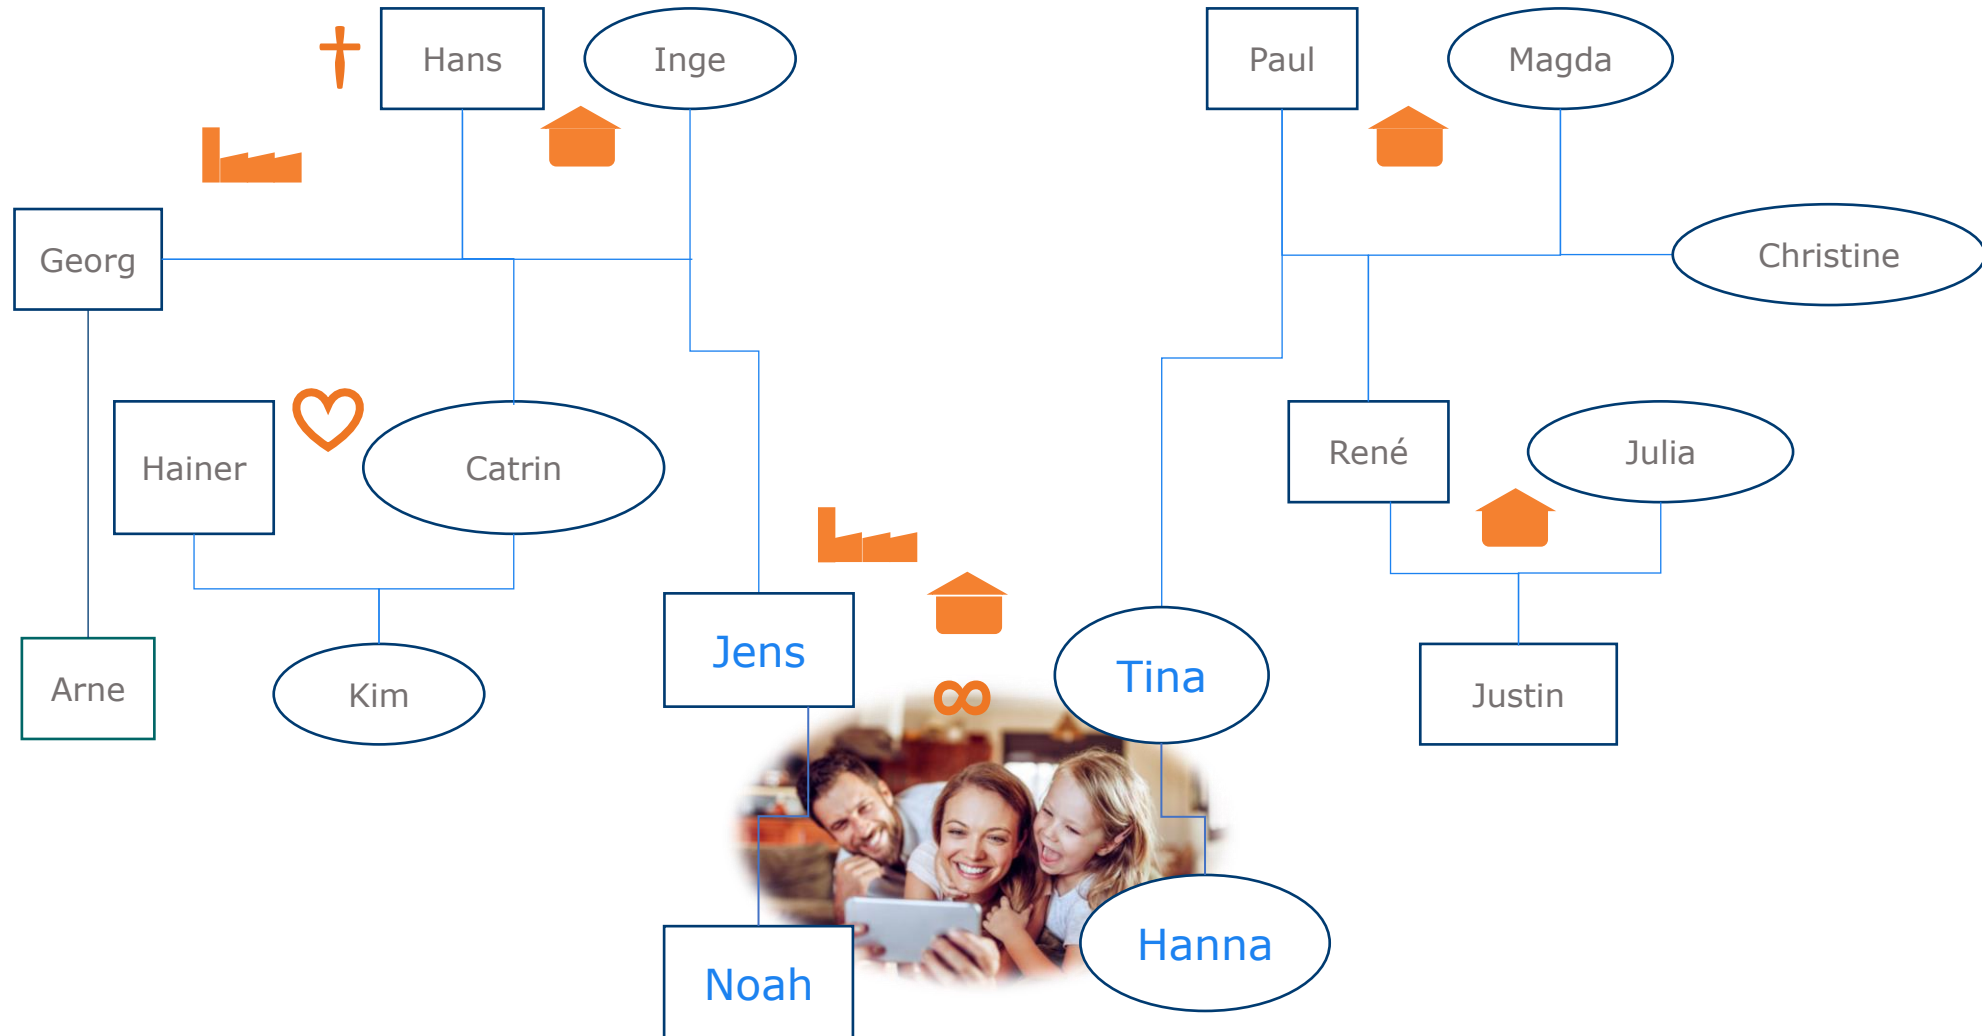 Hans
Inge
Paul
Magda
Georg
Christine
Hainer
Catrin
René
Julia
Jens
Tina
Arne
Kim
Justin
Noah
Hanna